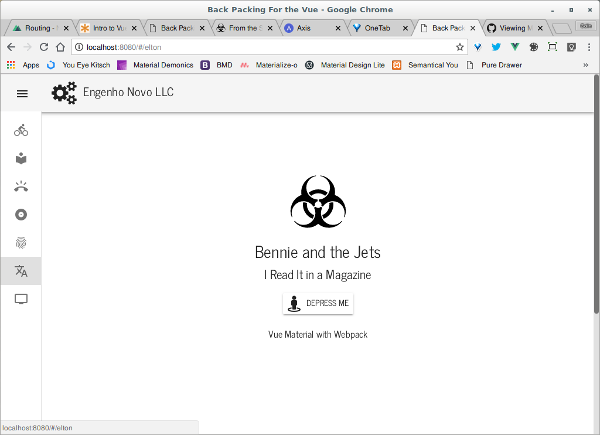 Back Packing For the Vue - Google Chrome
Routing - Intro to Vu Back Pack From the Axis OneTab Back Pack Viewing M
localhost:8080/#/elton
Apps You Eye Kitsch Material Demonics BMD Materialize-o Material Design Lite Semantical You Pure Drawer »
Engenho Novo LLC
Bennie and the Jets
I Read It in a Magazine
DEPRESS ME
Vue Material with Webpack
localhost:8080/#/elton